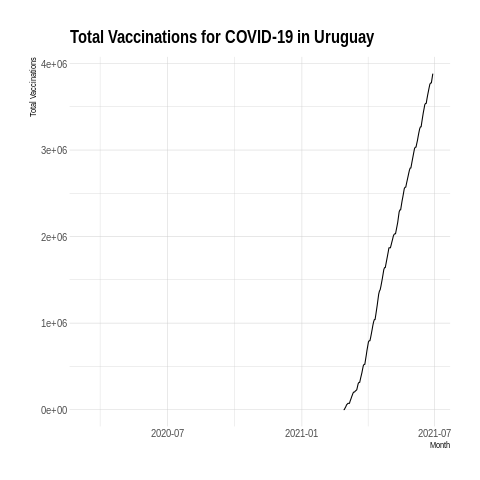 Total Vaccinations for COVID-19 in Uruguay
Total Vaccinations
4e+06
3e+06
2e+06
1e+06
0e+00
2020-07
2021-01
2021-07
Month